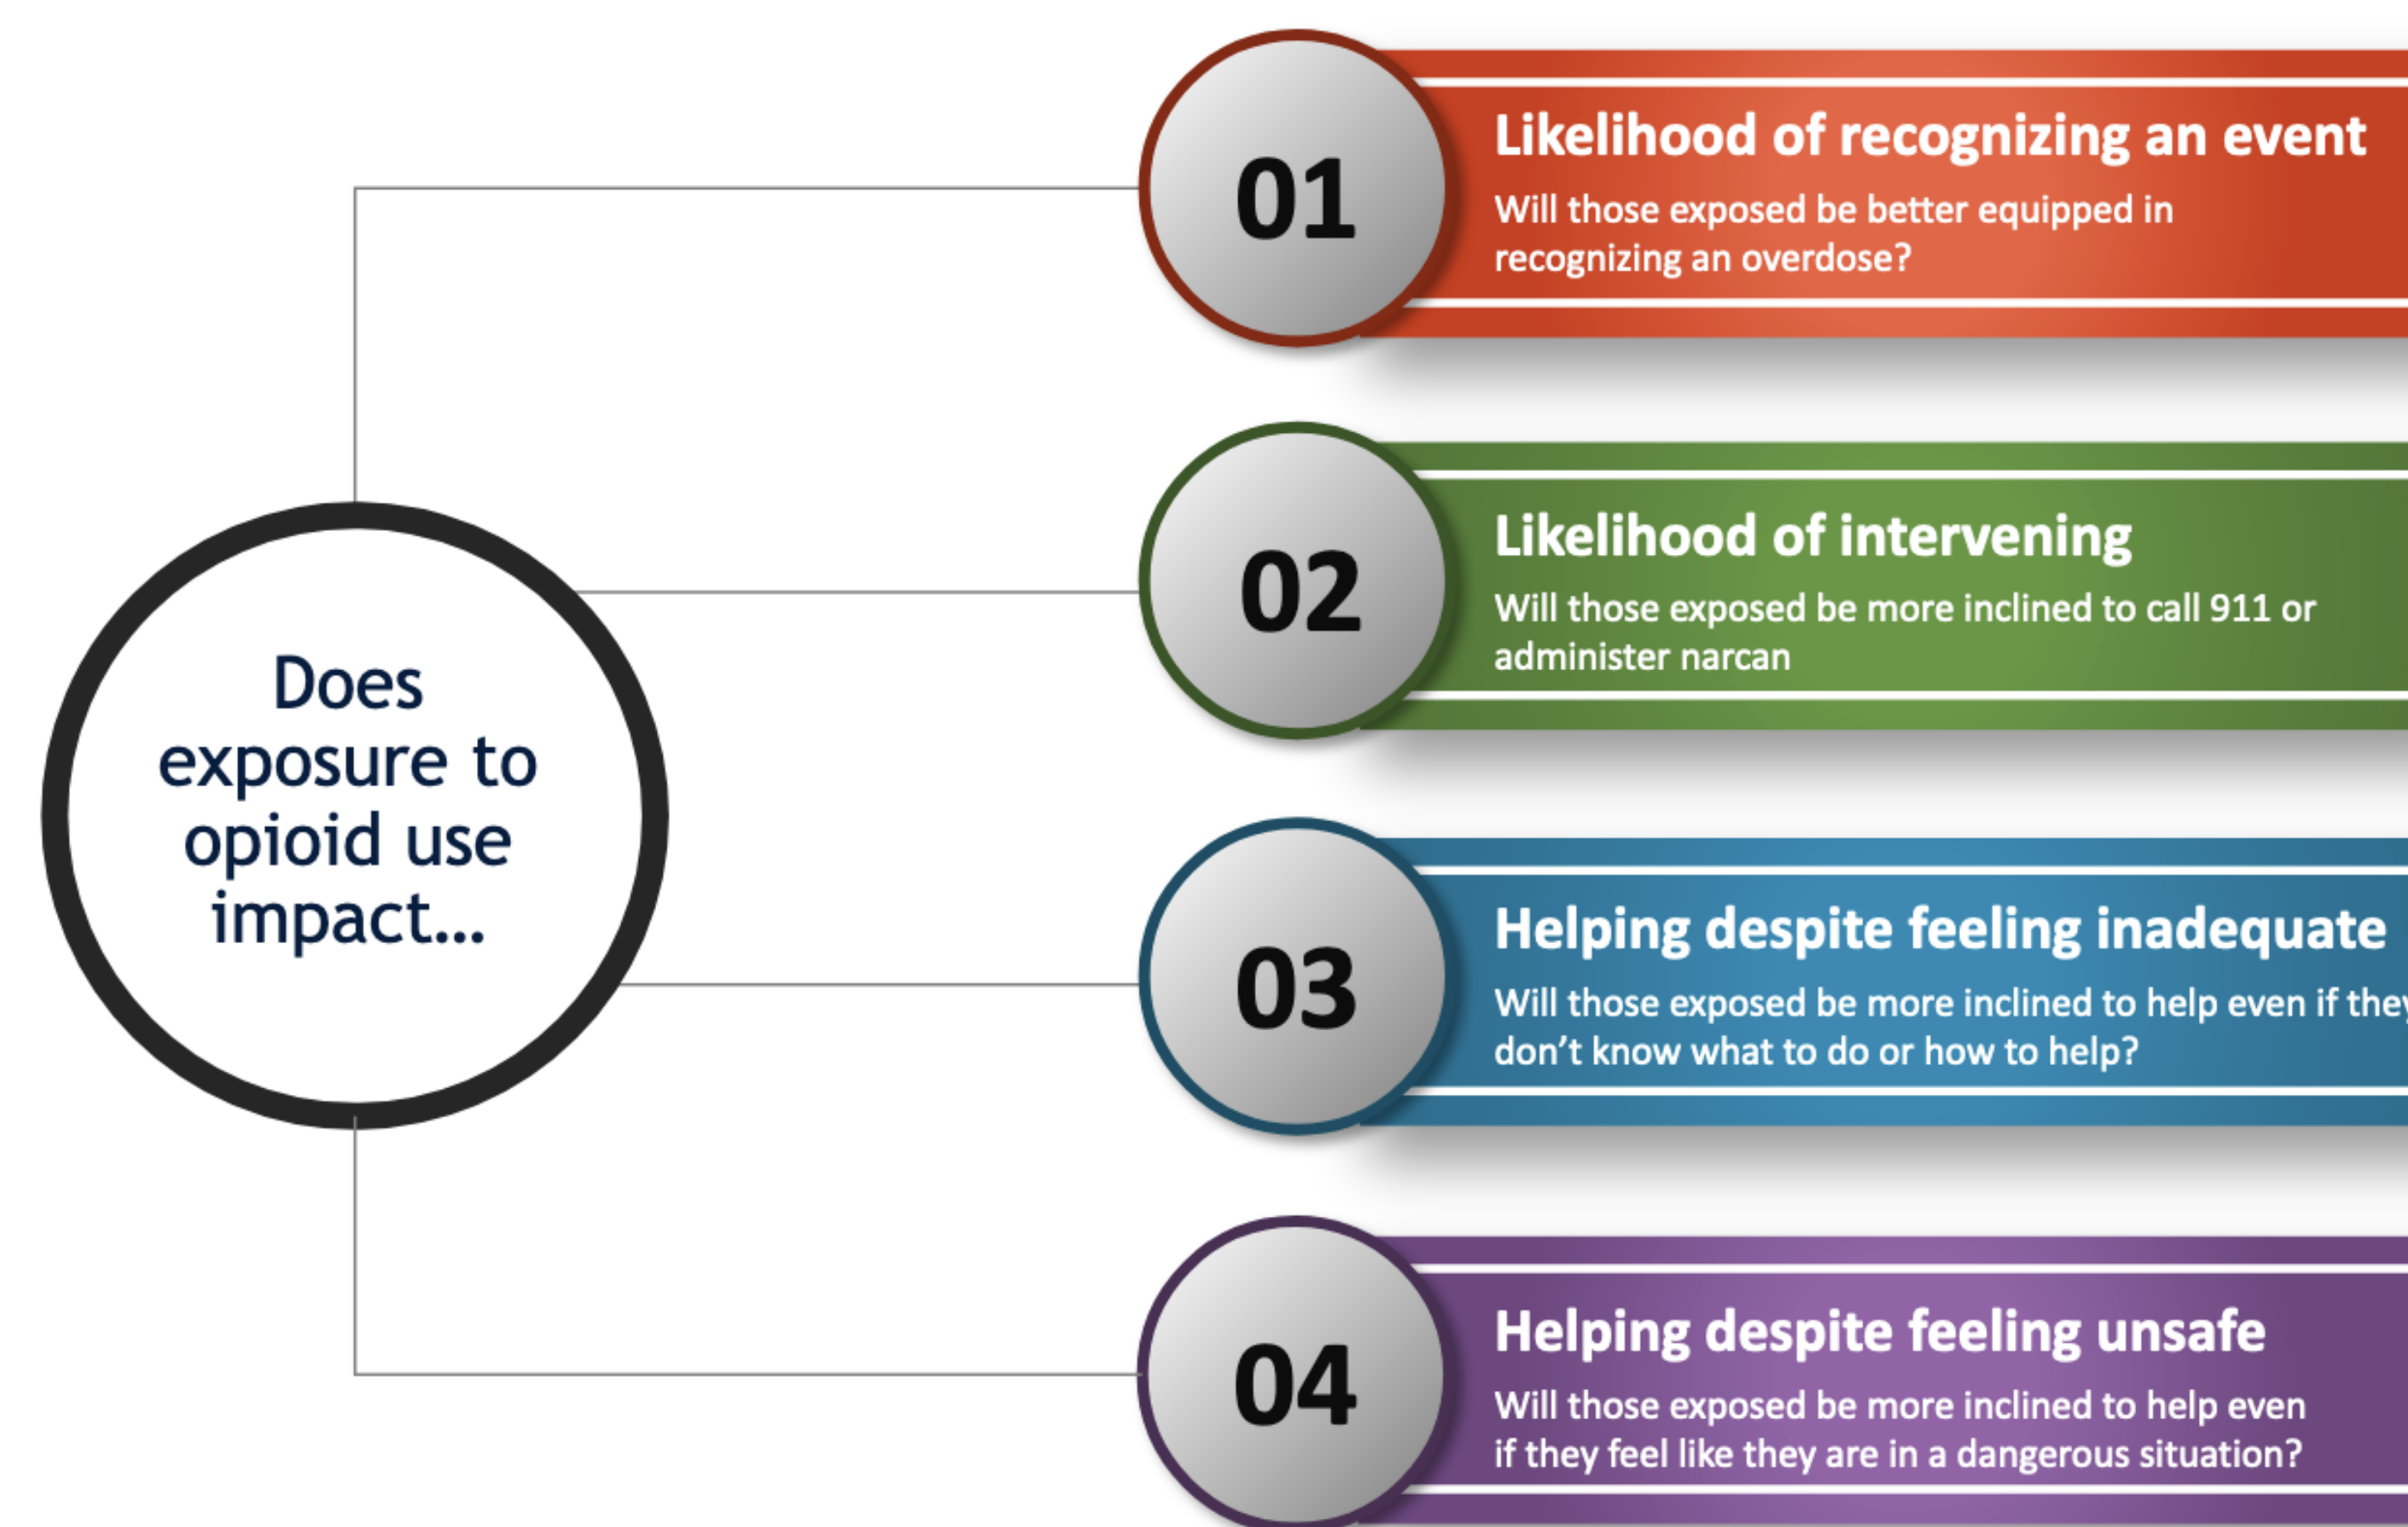 Does
exposure to
opioid use
impact...
01
Likelihood of recognizing an event
Will those exposed be better equipped in
recognizing an overdose?
02
Likelihood of intervening
Will those exposed be more inclined to call 911 or
administer narcan
03
Helping despite feeling inadequate
Will those exposed be more inclined to help even if they
don’t know what to do or how to help?
04
Helping despite feeling unsafe
Will those exposed be more inclined to help even
if they feel like they are in a dangerous situation?